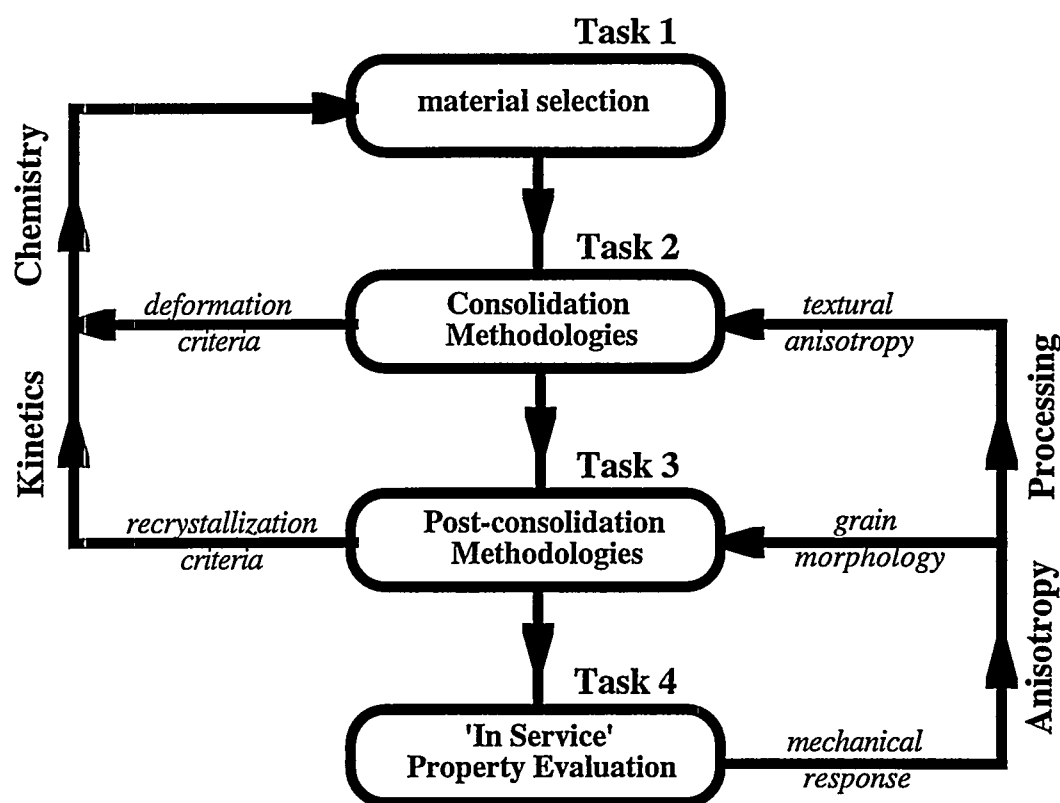 Task 1
material selection
Chemistry
Task 2
deformation
criteria
Consolidation
Methodologies
textural
anisotropy
Kinetics
Processing
Task 3
recrystallization
criteria
Post-consolidation
Methodologies
grain
morphology
Anisotropy
Task 4
'In Service'
Property Evaluation
mechanical
response